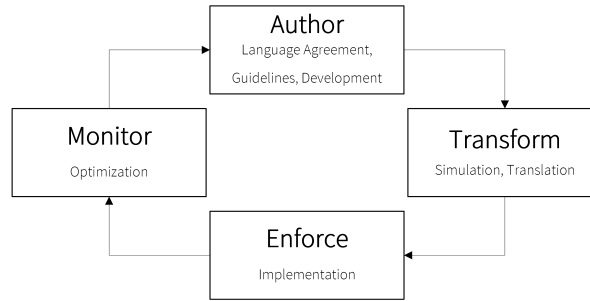 Author
Language Agreement,
Guidelines, Development
Monitor
Optimization
Transform
Simulation, Translation
Enforce
Implementation